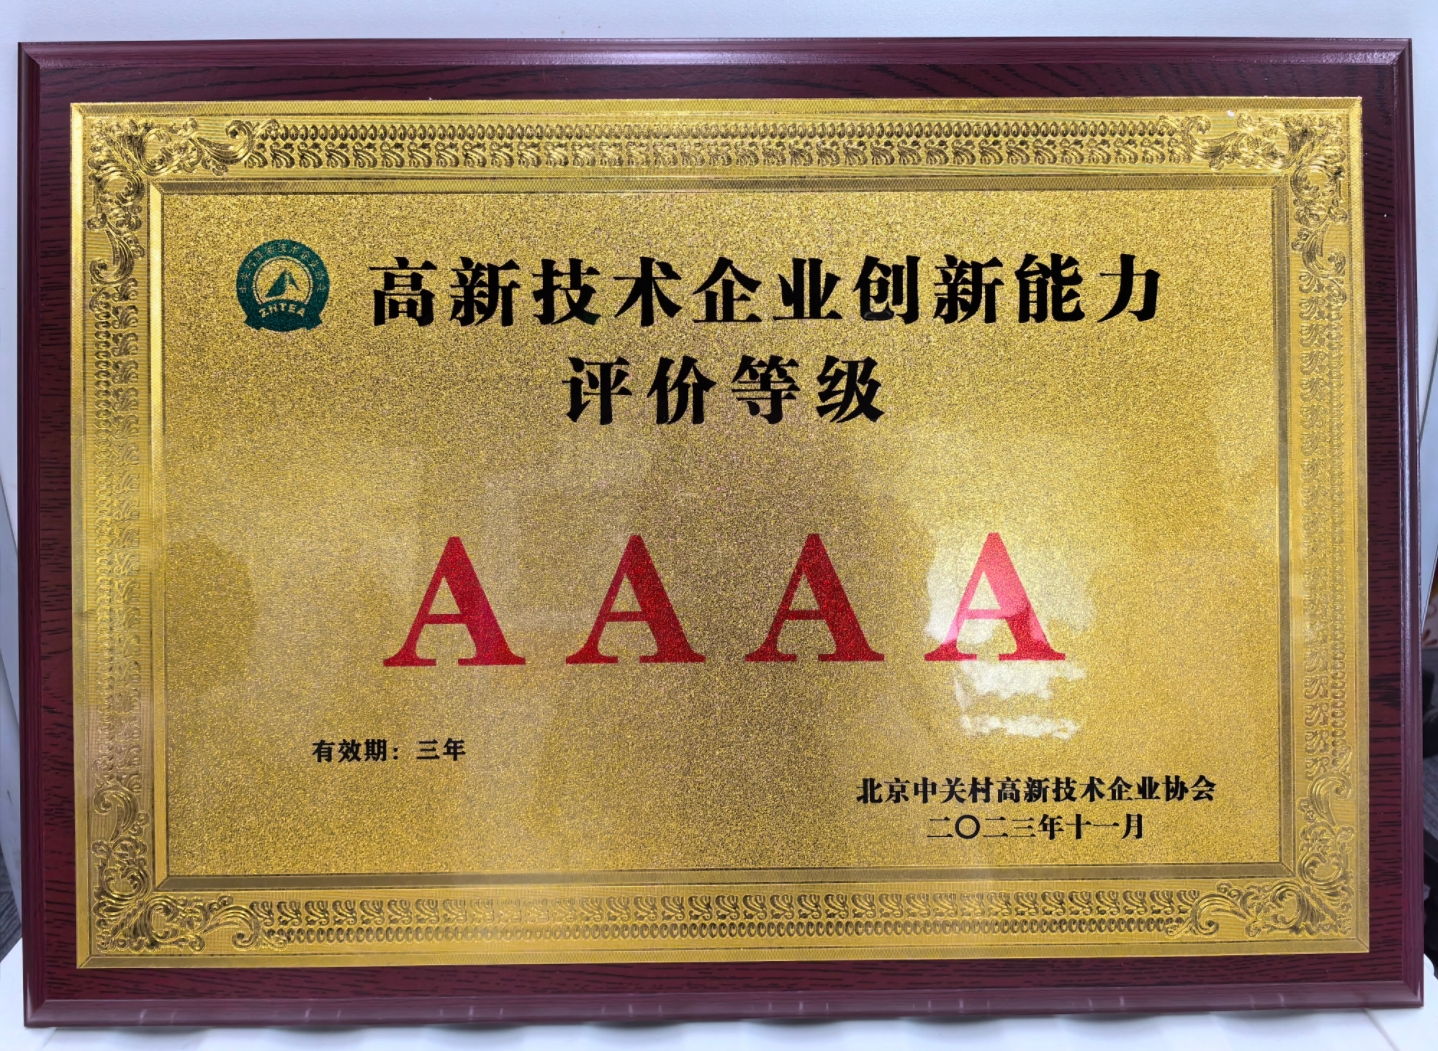 高新技术企业创新能力
评价等级
ZHTEA
AAAA
有效期：三年
北京中关村高新技术企业协会
二〇二三年十一月